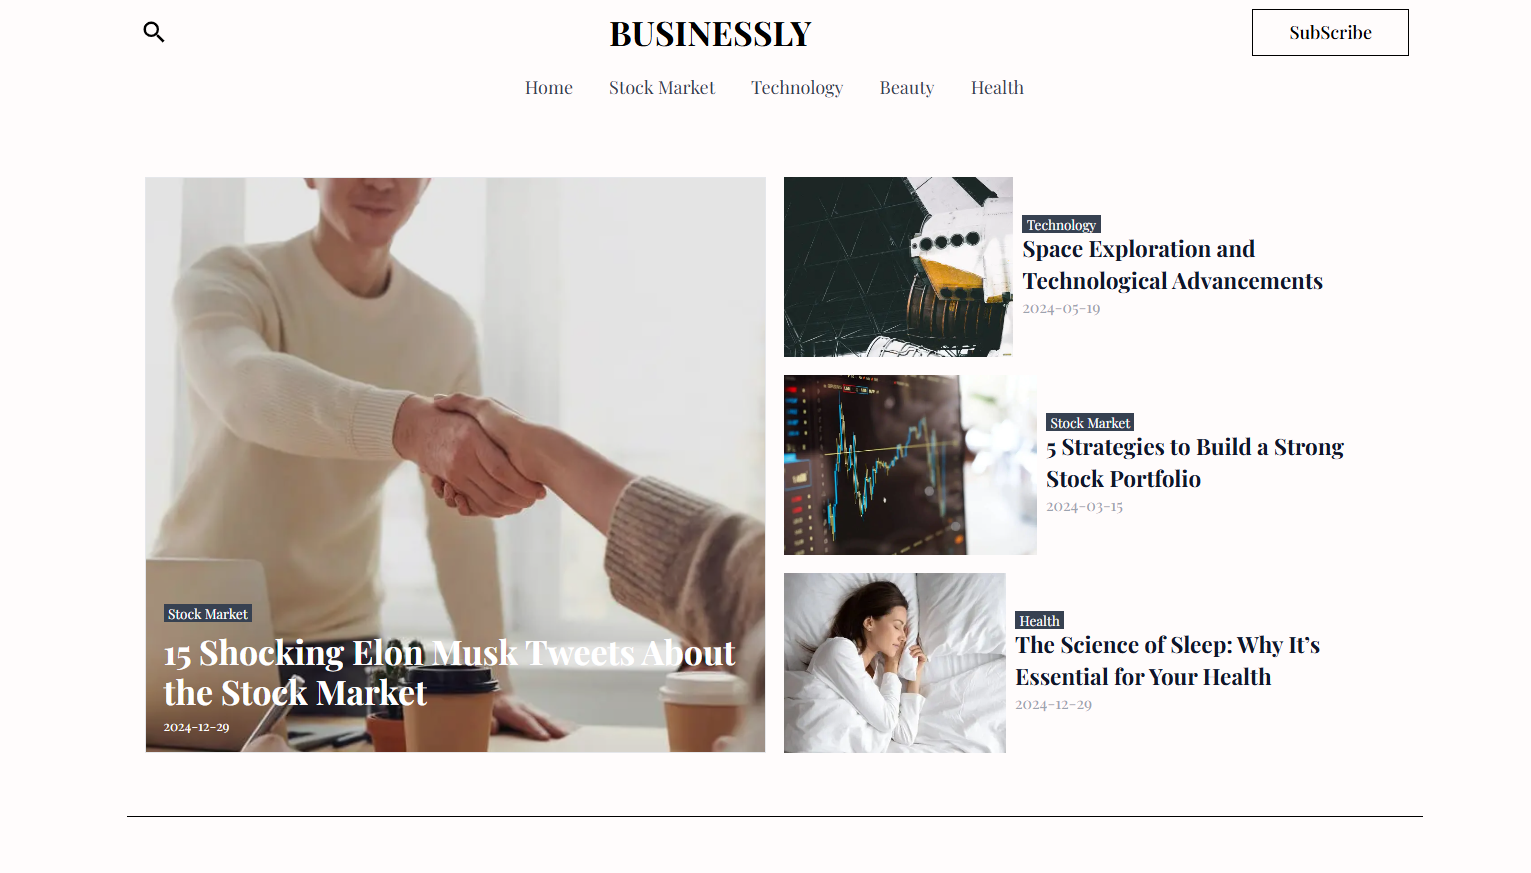 BUSINESSLY
SubScribe
Home Stock Market Technology Beauty Health
Stock Market
15 Shocking Elon Musk Tweets About
the Stock Market
2024-12-29
Technology
Space Exploration and
Technological Advancements
2024-05-19
Stock Market
5 Strategies to Build a Strong
Stock Portfolio
2024-03-15
Health
The Science of Sleep: Why It’s
Essential for Your Health
2024-12-29